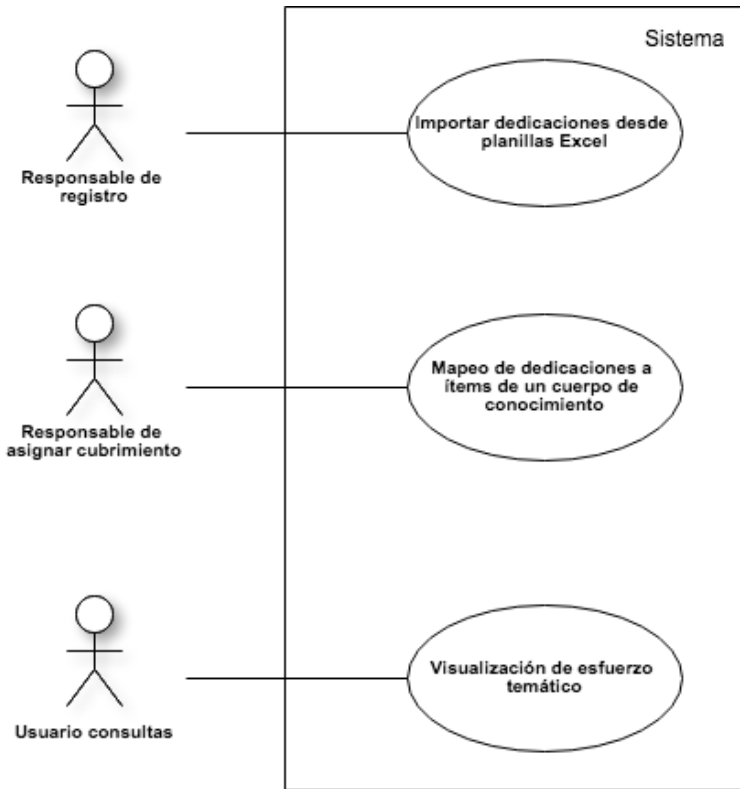 Sistema
Importar dedicaciones desde
planillas Excel
Responsable de
registro
Mapeo de dedicaciones a
ítems de un cuerpo de
conocimiento
Responsable de
asignar cubrimiento
Visualización de esfuerzo
temático
Usuario consultas